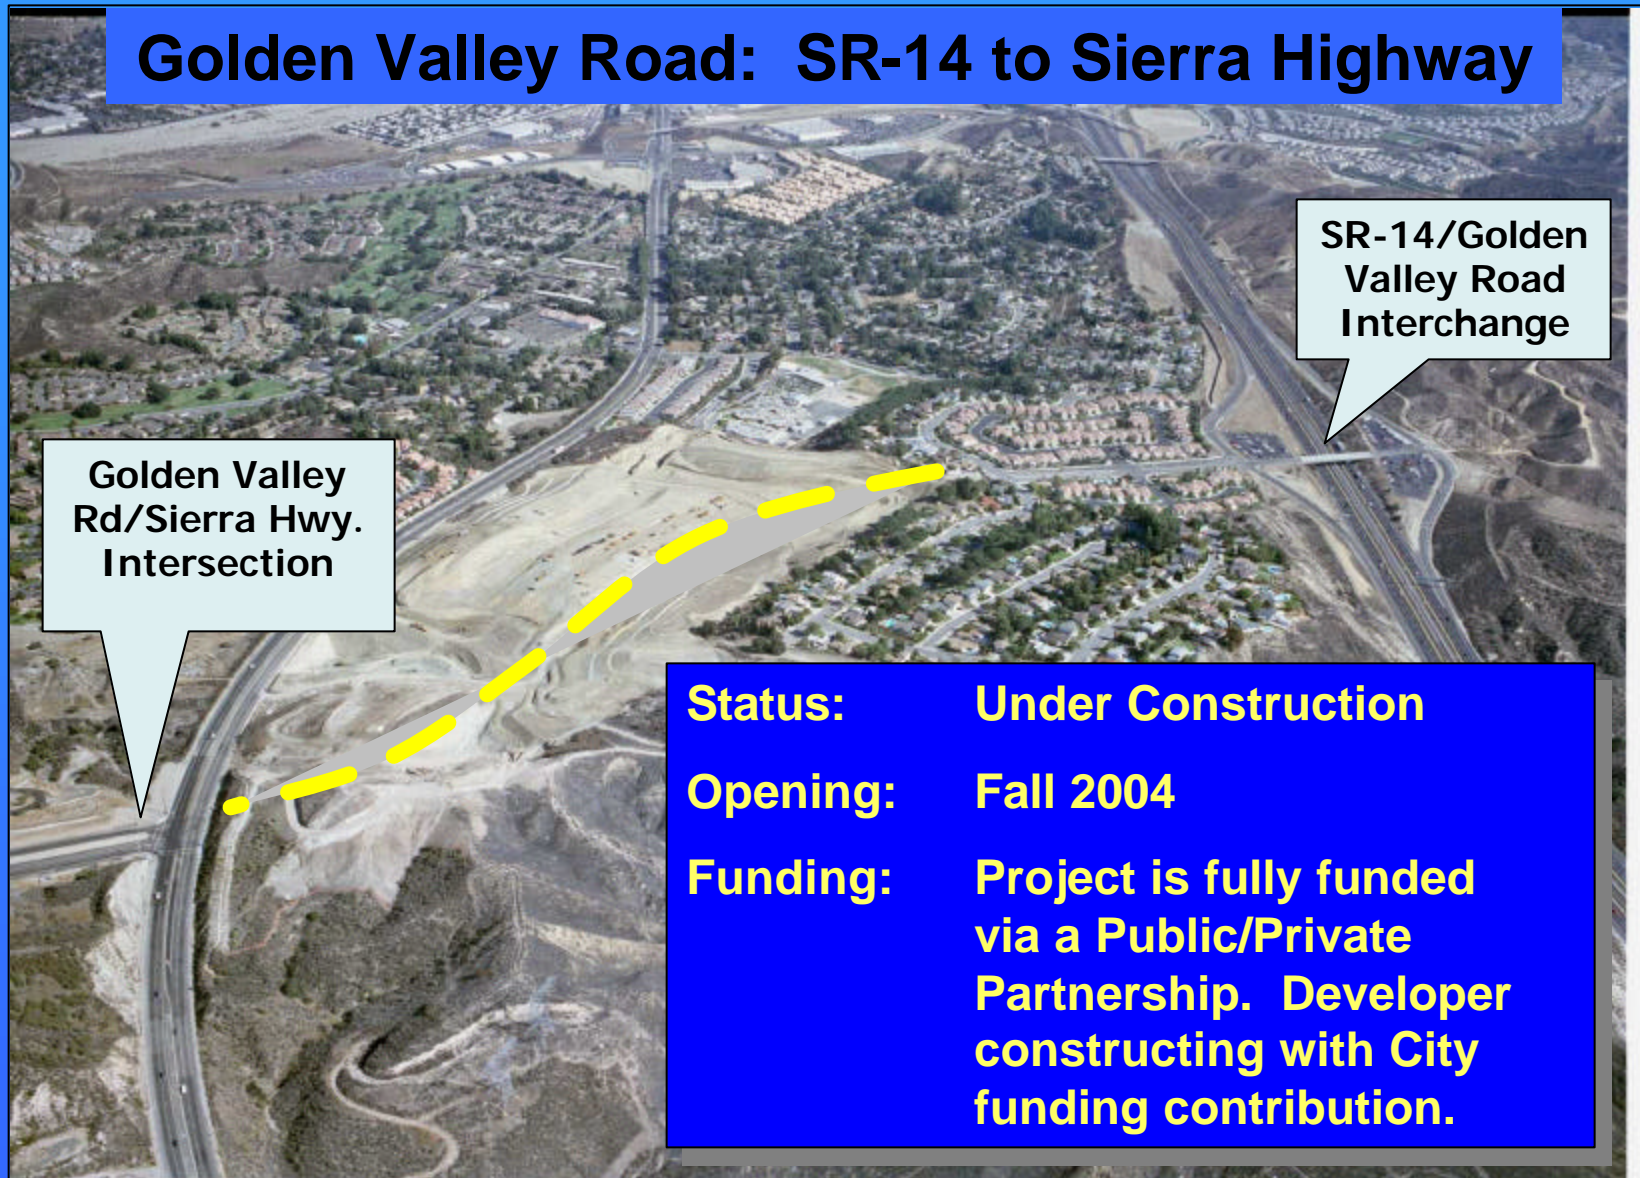 Golden Valley Road:  SR-14 to Sierra Highway
SR-14/Golden
Valley Road
Interchange
Golden Valley
Rd/Sierra Hwy.
Intersection
Status: Under Construction
Opening: Fall 2004
Funding: Project is fully funded
via a Public/Private
Partnership.  Developer
constructing with City
funding contribution.